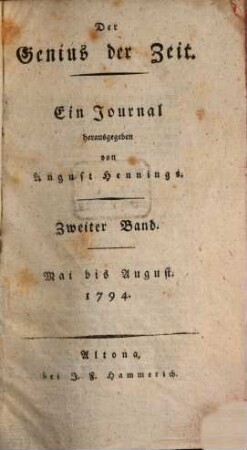 Der
Genius der Zeit.
Ein Journal
herausgegeben
von
August Hennings.
Zweiter Band.
Mai bis August.
1794.
Altona,
bei J. F. Hammerich.